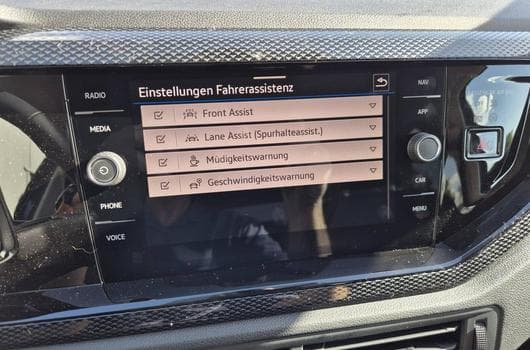 Einstellungen Fahrerassistenz
Front Assist
Lane Assist (Spurhalteassist.)
Müdigkeitswarnung
Geschwindigkeitswarnung
RADIO
MEDIA
PHONE
VOICE
NAV
APP
CAR
MENU